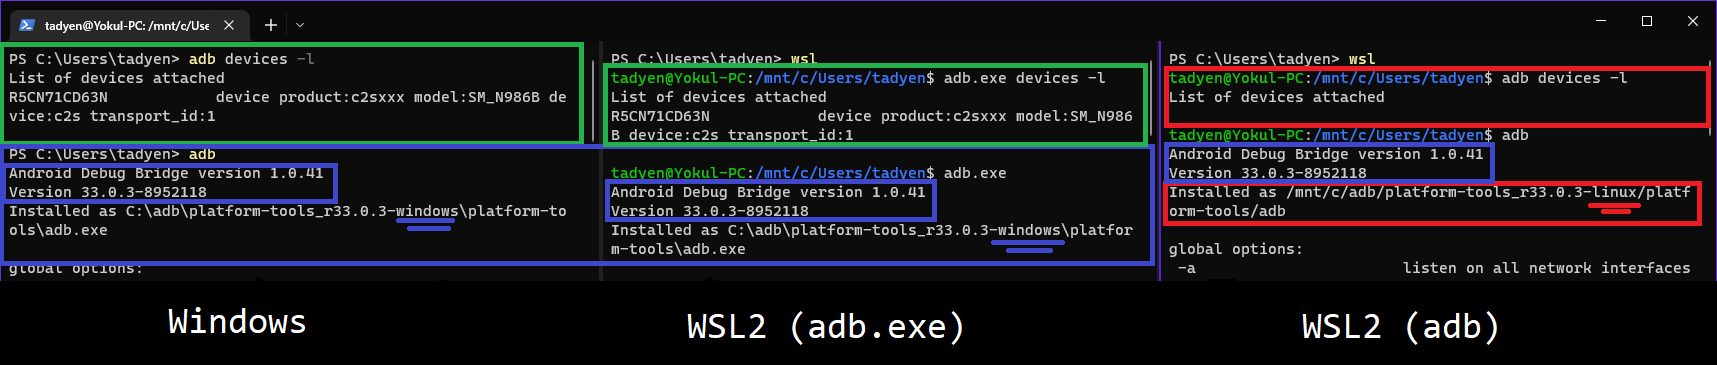 tadyen@Yokul-PC: /mnt/c/Use
PS C:\Users\tadyen> adb devices -l
List of devices attached
R5CN71CD63N            device product:c2sxxx model:SM_N986B de
vice:c2s transport_id:1
PS C:\Users\tadyen> adb
Android Debug Bridge version 1.0.41
Version 33.0.3-8952118
Installed as C:\adb\platform-tools_r33.0.3-windows\platform-to
ols\adb.exe
global options:
Windows
PS C:\Users\tadyen> wsl
tadyen@Yokul-PC:/mnt/c/Users/tadyen$ adb.exe devices -l
List of devices attached
R5CN71CD63N            device product:c2sxxx model:SM_N986
B device:c2s transport_id:1
tadyen@Yokul-PC:/mnt/c/Users/tadyen$ adb.exe
Android Debug Bridge version 1.0.41
Version 33.0.3-8952118
Installed as C:\adb\platform-tools_r33.0.3-windows\platfor
m-tools\adb.exe
WSL2 (adb.exe)
PS C:\Users\tadyen> wsl
tadyen@Yokul-PC:/mnt/c/Users/tadyen$ adb devices -l
List of devices attached
tadyen@Yokul-PC:/mnt/c/Users/tadyen$ adb
Android Debug Bridge version 1.0.41
Version 33.0.3-8952118
Installed as /mnt/c/adb/platform-tools_r33.0.3-linux/platf
orm-tools/adb
global options:
 -a                       listen on all network interfaces
WSL2 (adb)